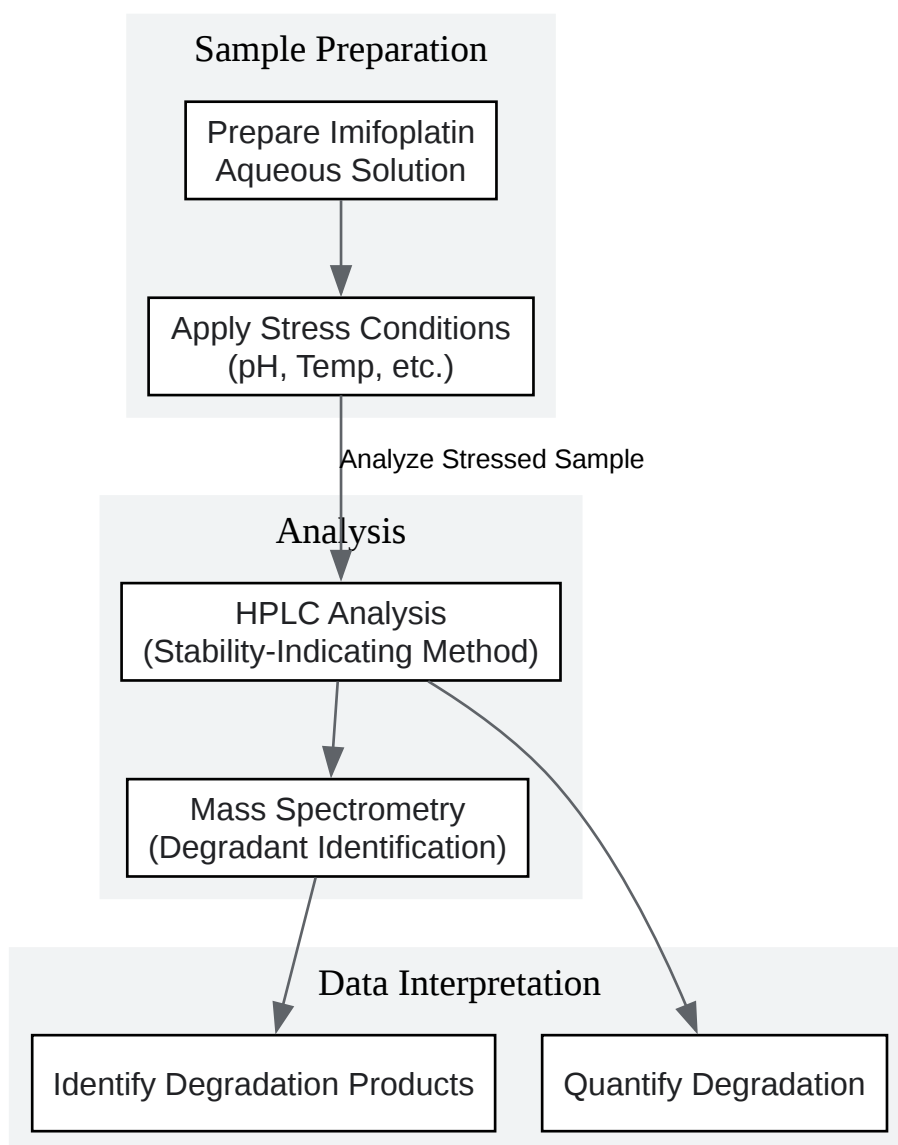 Sample Preparation
Prepare Imifoplatin
Aqueous Solution
Apply Stress Conditions
(pH, Temp, etc.)
Analyze Stressed Sample
Analysis
HPLC Analysis
(Stability-Indicating Method)
Mass Spectrometry
(Degradant Identification)
Data Interpretation
Identify Degradation Products
Quantify Degradation